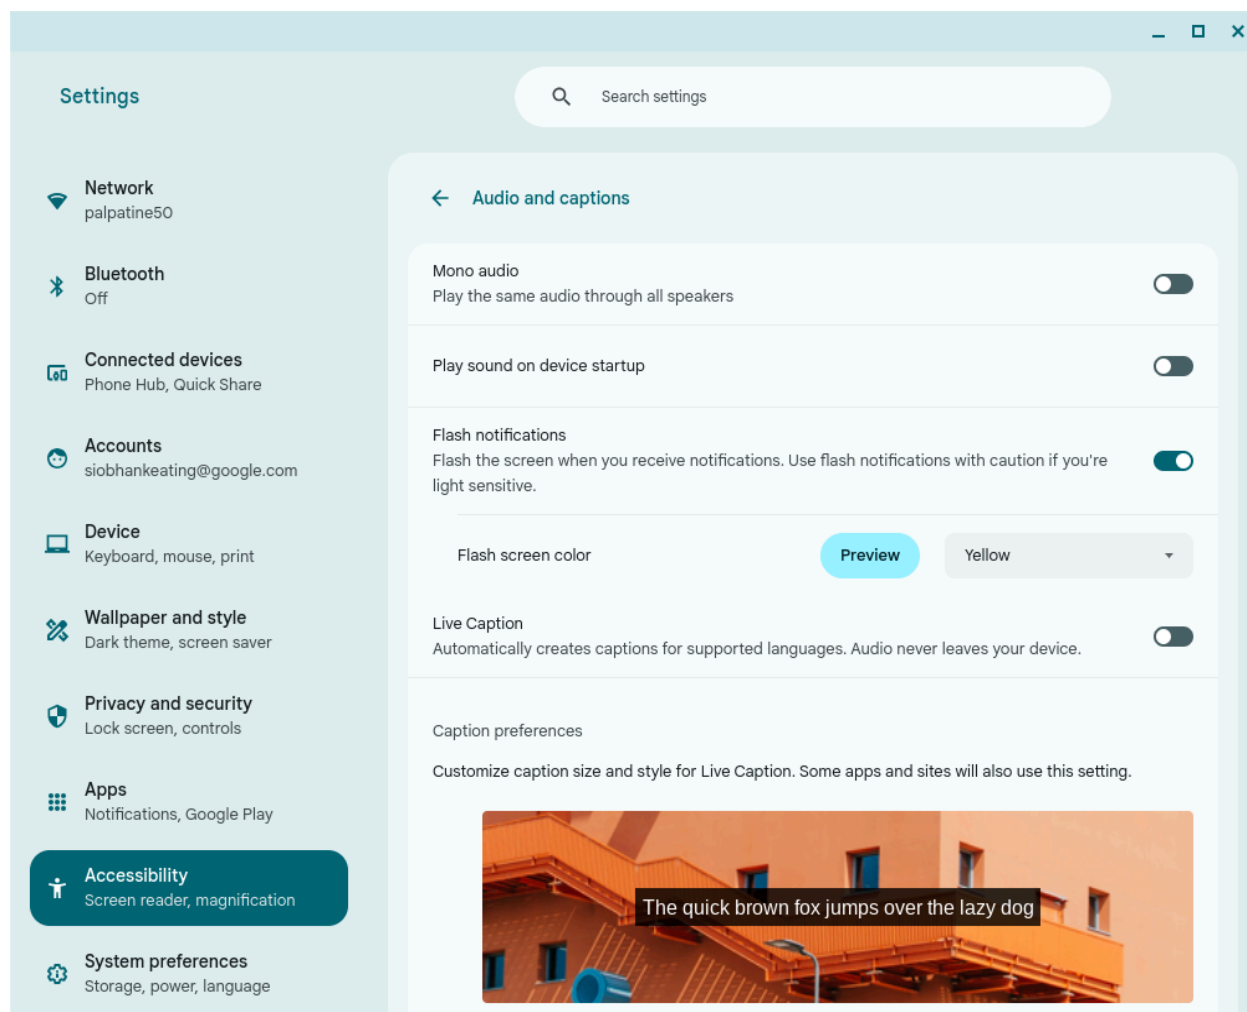 Settings
Search settings
Network
palpatine50
Bluetooth
Off
Connected devices
Phone Hub, Quick Share
Accounts
siobhankeating@google.com
Device
Keyboard, mouse, print
Wallpaper and style
Dark theme, screen saver
Privacy and security
Lock screen, controls
Apps
Notifications, Google Play
Accessibility
Screen reader, magnification
System preferences
Storage, power, language
Audio and captions
Mono audio
Play the same audio through all speakers
Play sound on device startup
Flash notifications
Flash the screen when you receive notifications. Use flash notifications with caution if you're
light sensitive.
Flash screen color
Preview
Yellow
Live Caption
Automatically creates captions for supported languages. Audio never leaves your device.
Caption preferences
Customize caption size and style for Live Caption. Some apps and sites will also use this setting.
The quick brown fox jumps over the lazy dog